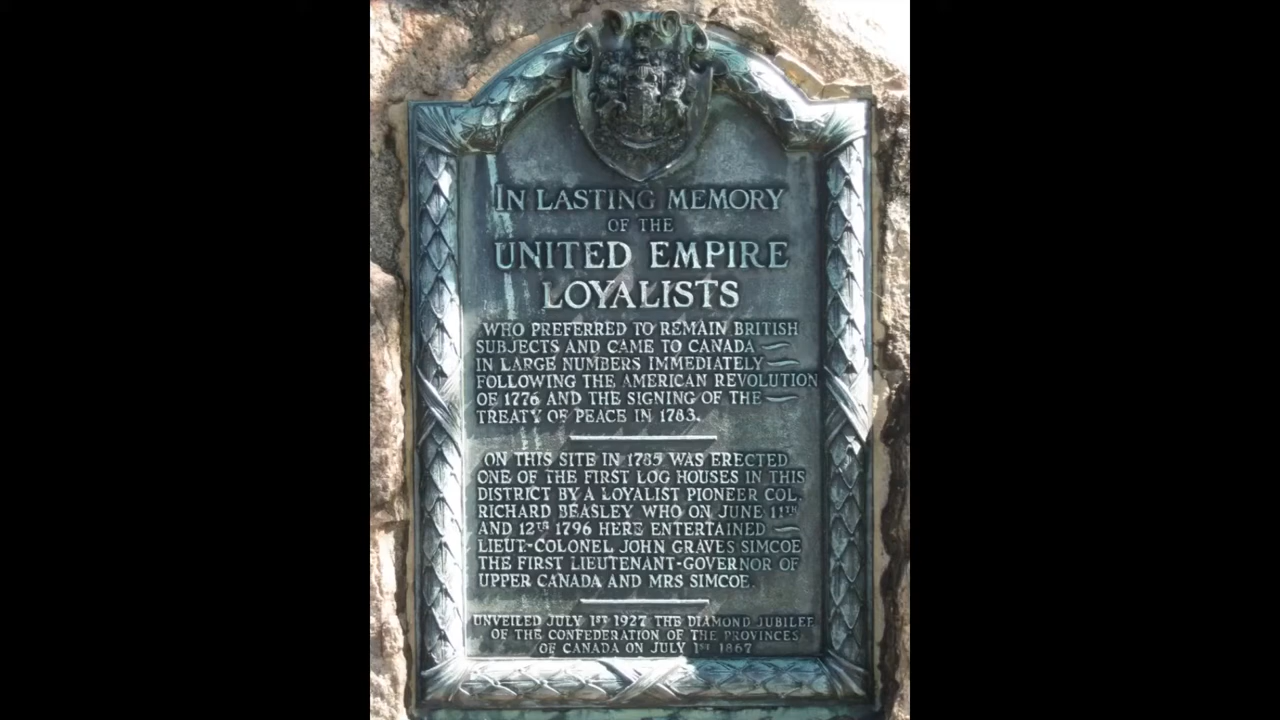 IN LASTING MEMORY
OF THE
UNITED EMPIRE
LOYALISTS
WHO PREFERRED TO REMAIN BRITISH
SUBJECTS AND CAME TO CANADA
IN LARGE NUMBERS IMMEDIATELY
FOLLOWING THE AMERICAN REVOLUTION
OF 1776 AND THE SIGNING OF THE
TREATY OF PEACE IN 1783.
ON THIS SITE IN 1785 WAS ERECTED
ONE OF THE FIRST LOG HOUSES IN THIS
DISTRICT BY A LOYALIST PIONEER COL.
RICHARD BEASLEY WHO ON JUNE 11TH
AND 12TH 1796 HERE ENTERTAINED
LIEUT-COLONEL JOHN GRAVES SIMCOE
THE FIRST LIEUTENANT-GOVERNOR OF
UPPER CANADA AND MRS SIMCOE.
UNVEILED JULY 1ST 1927 THE DIAMOND JUBILEE
OF THE CONFEDERATION OF THE PROVINCES
OF CANADA ON JULY 1ST 1867